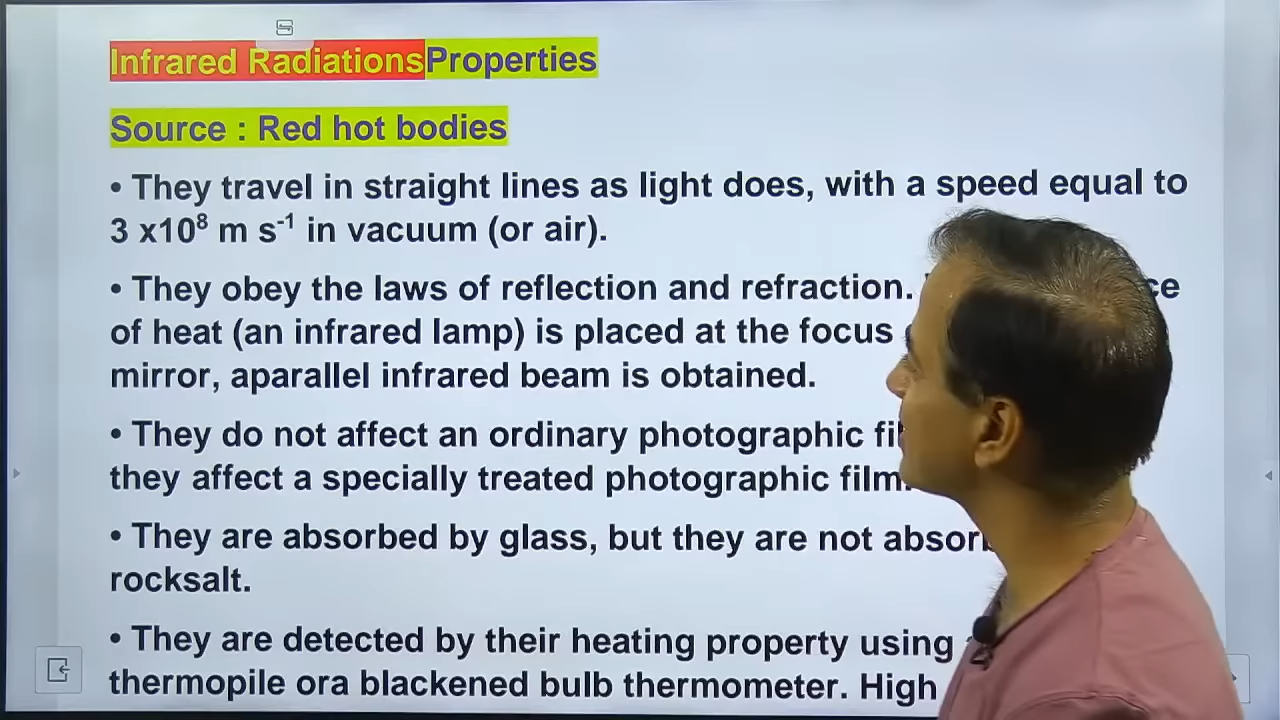 Infrared Radiations Properties
Source : Red hot bodies
• They travel in straight lines as light does, with a speed equal to
3 x10⁸ m s⁻¹ in vacuum (or air).
• They obey the laws of reflection and refraction.
of heat (an infrared lamp) is placed at the focus
mirror, aparallel infrared beam is obtained.
• They do not affect an ordinary photographic
they affect a specially treated photographic film.
• They are absorbed by glass, but they are not
rocksalt.
• They are detected by their heating property using
thermopile ora blackened bulb thermometer. High